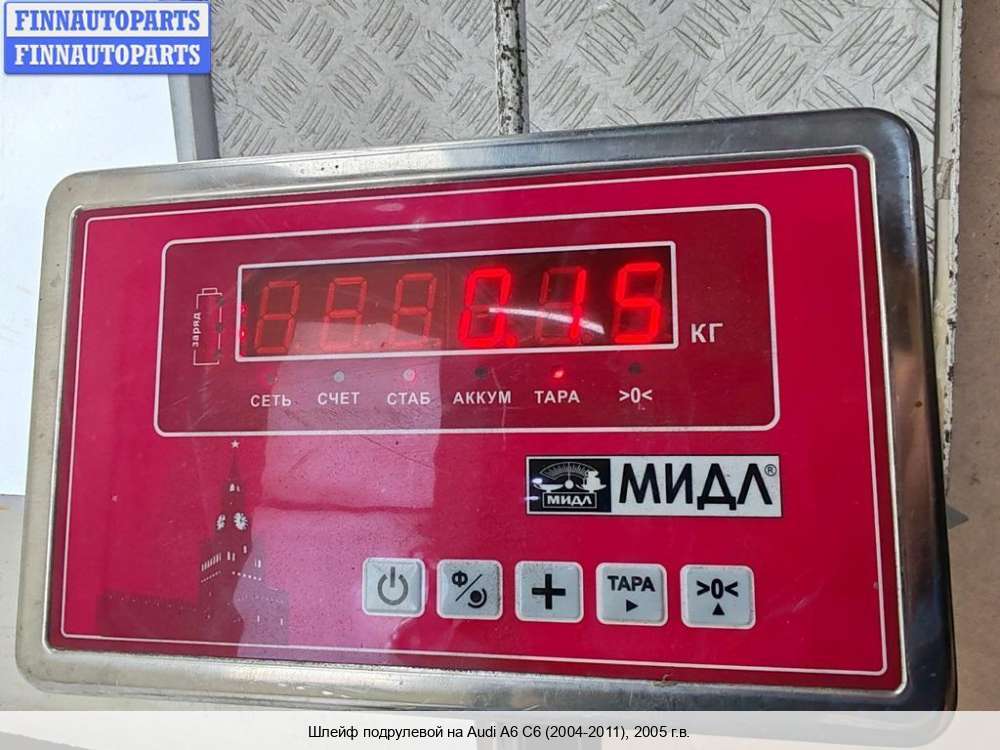 FINNAUTOPARTS
FINNAUTOPARTS
заряд
0.15
КГ
СЕТЬ СЧЕТ СТАБ АККУМ ТАРА >0<
МИДЛ МИДЛ®
Ф/ + ТАРА >0<
Шлейф подрулевой на Audi A6 C6 (2004-2011), 2005 г.в.